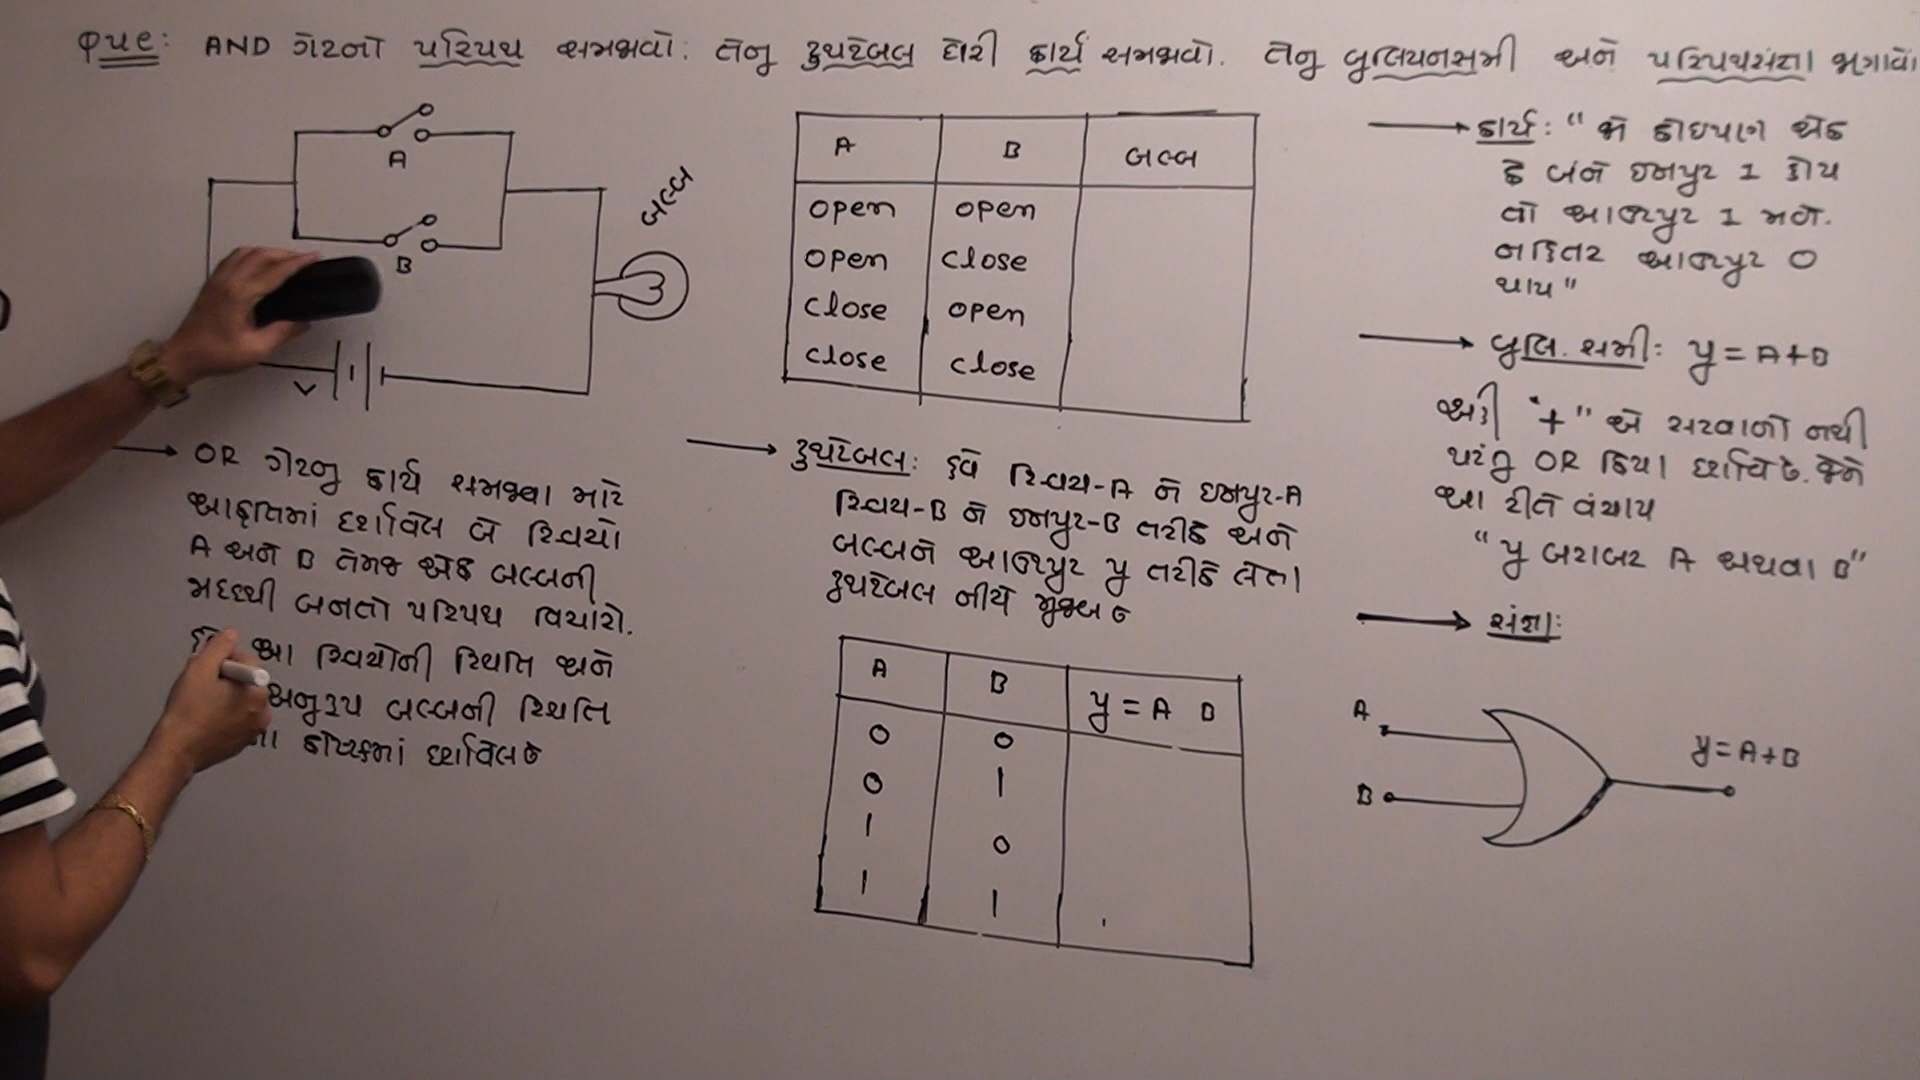 Que: AND ગેટનો પરિપથ સમજાવો. તેનુ ટ્રુથટેબલ દોરી કાર્ય સમજાવો. તેનુ બુલિયનસમી અને પરિપથસંજ્ઞા જણાવો
A
B
બલ્બ
V
→ OR ગેટનુ કાર્ય સમજવા માટે
આકૃતિમાં દર્શાવેલ બે સ્વિચો
A અને B તેમજ એક બલ્બની
મદદથી બનતો પરિપથ વિચારો.
આ સ્વિચોની સ્થિતિ અને
અનુરૂપ બલ્બની સ્થિતિ
કોષ્ટકમાં દર્શાવેલ છે
A B બલ્બ
open open
open close
close open
close close
→ ટ્રુથટેબલ: હવે સ્વિચ-A ને ઇનપુટ-A
સ્વિચ-B ને ઇનપુટ-B તરીકે અને
બલ્બને આઉટપુટ y તરીકે લેતા
ટ્રુથટેબલ નીચે મુજબ છે
A B y = A B
0 0
0 1
1 0
1 1
→ કાર્ય: "જો કોઇપણ એક
કે બંને ઇનપુટ 1 હોય
તો આઉટપુટ 1 મળે.
નહિતર આઉટપુટ 0
થાય"
→ બુલિ. સમી: y = A+B
અહીં "+" એ સરવાળો નથી
પરંતુ OR ક્રિયા દર્શાવે છે. જેને
આ રીતે વંચાય
"y બરાબર A અથવા B"
→ સંજ્ઞા:
A
B
y = A+B